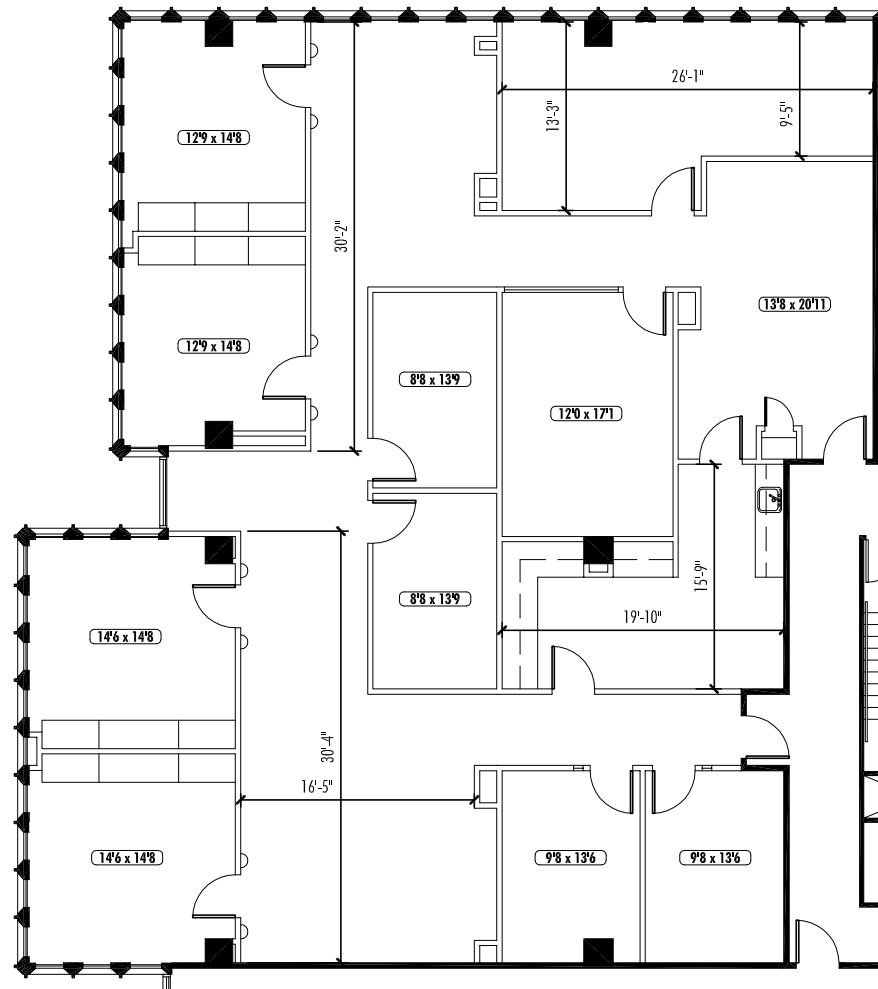 26'-1"
13'-3"
9'-5"
12'9 x 14'8
30'-2"
13'8 x 20'11
12'9 x 14'8
8'8 x 13'9
12'0 x 17'1
15'-9"
8'8 x 13'9
19'-10"
14'6 x 14'8
30'-4"
16'-5"
14'6 x 14'8
9'8 x 13'6
9'8 x 13'6